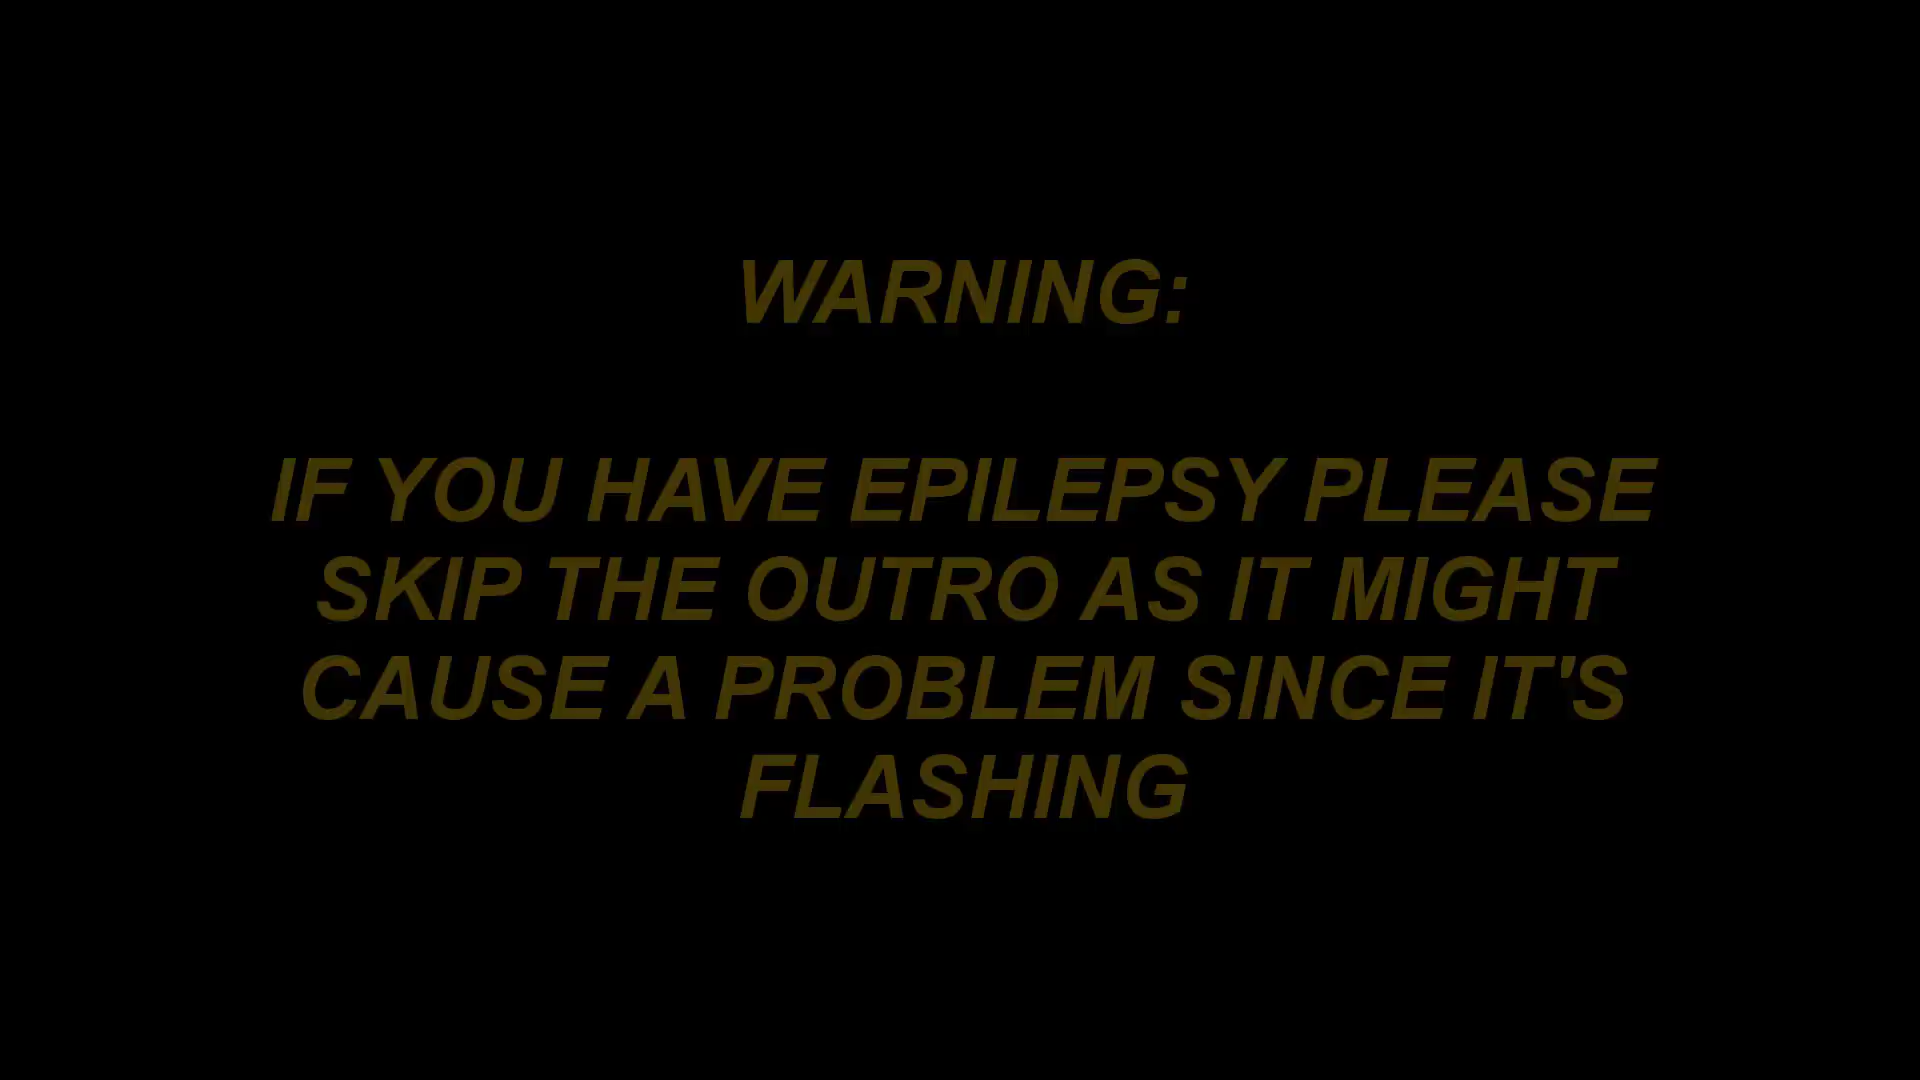 WARNING:
IF YOU HAVE EPILEPSY PLEASE
SKIP THE OUTRO AS IT MIGHT
CAUSE A PROBLEM SINCE IT'S
FLASHING